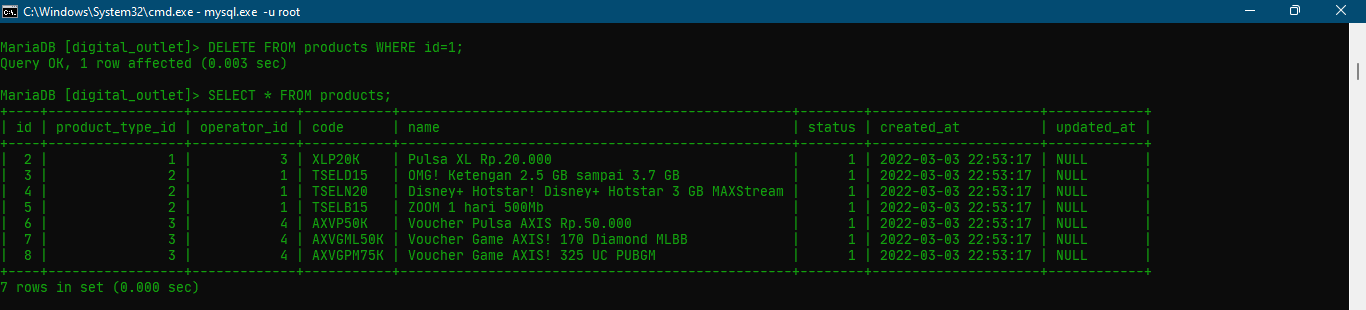 C:\Windows\System32\cmd.exe - mysql.exe -u root
MariaDB [digital_outlet]> DELETE FROM products WHERE id=1;
Query OK, 1 row affected (0.003 sec)
MariaDB [digital_outlet]> SELECT * FROM products;
+----+-----------------+-------------+-----------+------------------------------------------------+--------+---------------------+------------+
| id | product_type_id | operator_id | code      | name                                           | status | created_at          | updated_at |
+----+-----------------+-------------+-----------+------------------------------------------------+--------+---------------------+------------+
|  2 |               1 |           3 | XLP20K    | Pulsa XL Rp.20.000                             |      1 | 2022-03-03 22:53:17 | NULL       |
|  3 |               2 |           1 | TSELD15   | OMG! Ketengan 2.5 GB sampai 3.7 GB             |      1 | 2022-03-03 22:53:17 | NULL       |
|  4 |               2 |           1 | TSELN20   | Disney+ Hotstar! Disney+ Hotstar 3 GB MAXStream |      1 | 2022-03-03 22:53:17 | NULL       |
|  5 |               2 |           1 | TSELB15   | ZOOM 1 hari 500Mb                              |      1 | 2022-03-03 22:53:17 | NULL       |
|  6 |               3 |           4 | AXVP50K   | Voucher Pulsa AXIS Rp.50.000                   |      1 | 2022-03-03 22:53:17 | NULL       |
|  7 |               3 |           4 | AXVGML50K | Voucher Game AXIS! 170 Diamond MLBB            |      1 | 2022-03-03 22:53:17 | NULL       |
|  8 |               3 |           4 | AXVGPM75K | Voucher Game AXIS! 325 UC PUBGM                |      1 | 2022-03-03 22:53:17 | NULL       |
+----+-----------------+-------------+-----------+------------------------------------------------+--------+---------------------+------------+
7 rows in set (0.000 sec)